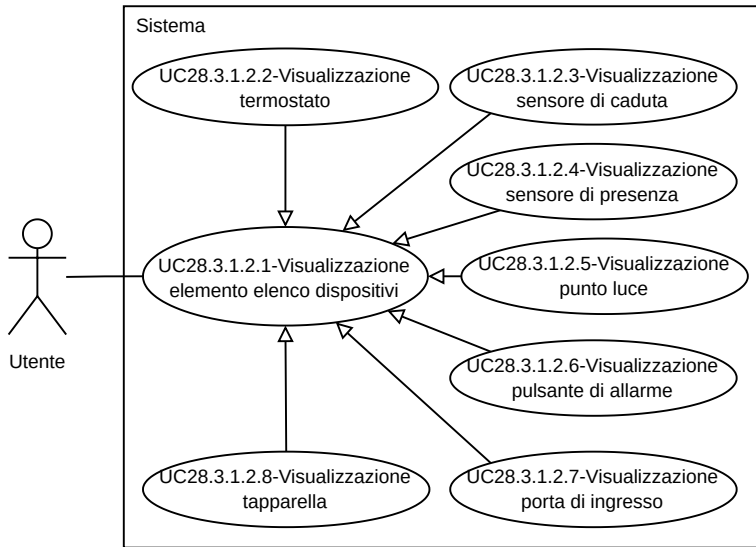 Sistema
UC28.3.1.2.2-Visualizzazione
termostato
UC28.3.1.2.3-Visualizzazione
sensore di caduta
UC28.3.1.2.4-Visualizzazione
sensore di presenza
UC28.3.1.2.1-Visualizzazione
elemento elenco dispositivi
UC28.3.1.2.5-Visualizzazione
punto luce
Utente
UC28.3.1.2.6-Visualizzazione
pulsante di allarme
UC28.3.1.2.8-Visualizzazione
tapparella
UC28.3.1.2.7-Visualizzazione
porta di ingresso